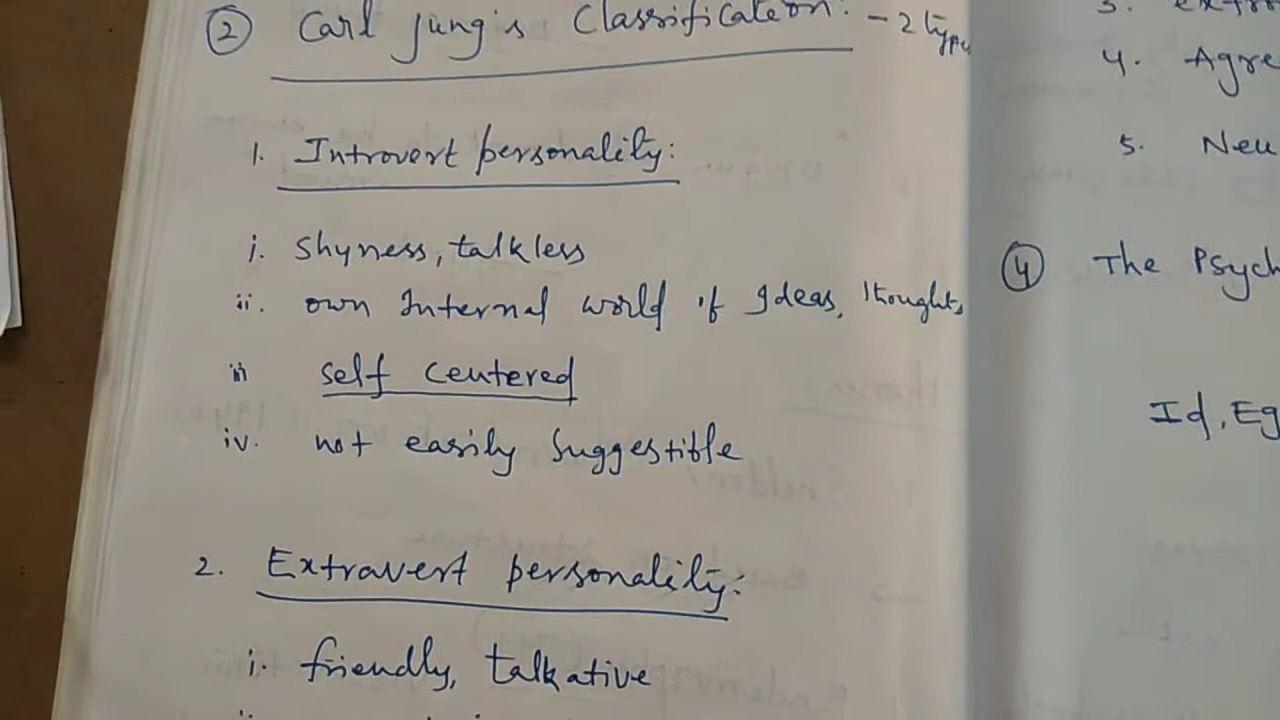 ② Carl Jung's Classification: - 2 type
1. Introvert personality:
i. shyness, talkless
ii. own Internal world of Ideas, thoughts
iii self centered
iv. not easily Suggestible
2. Extravert personality:
i. friendly, talkative
3.
4. Agre
5. Neu
④ The Psych
Id, Eg